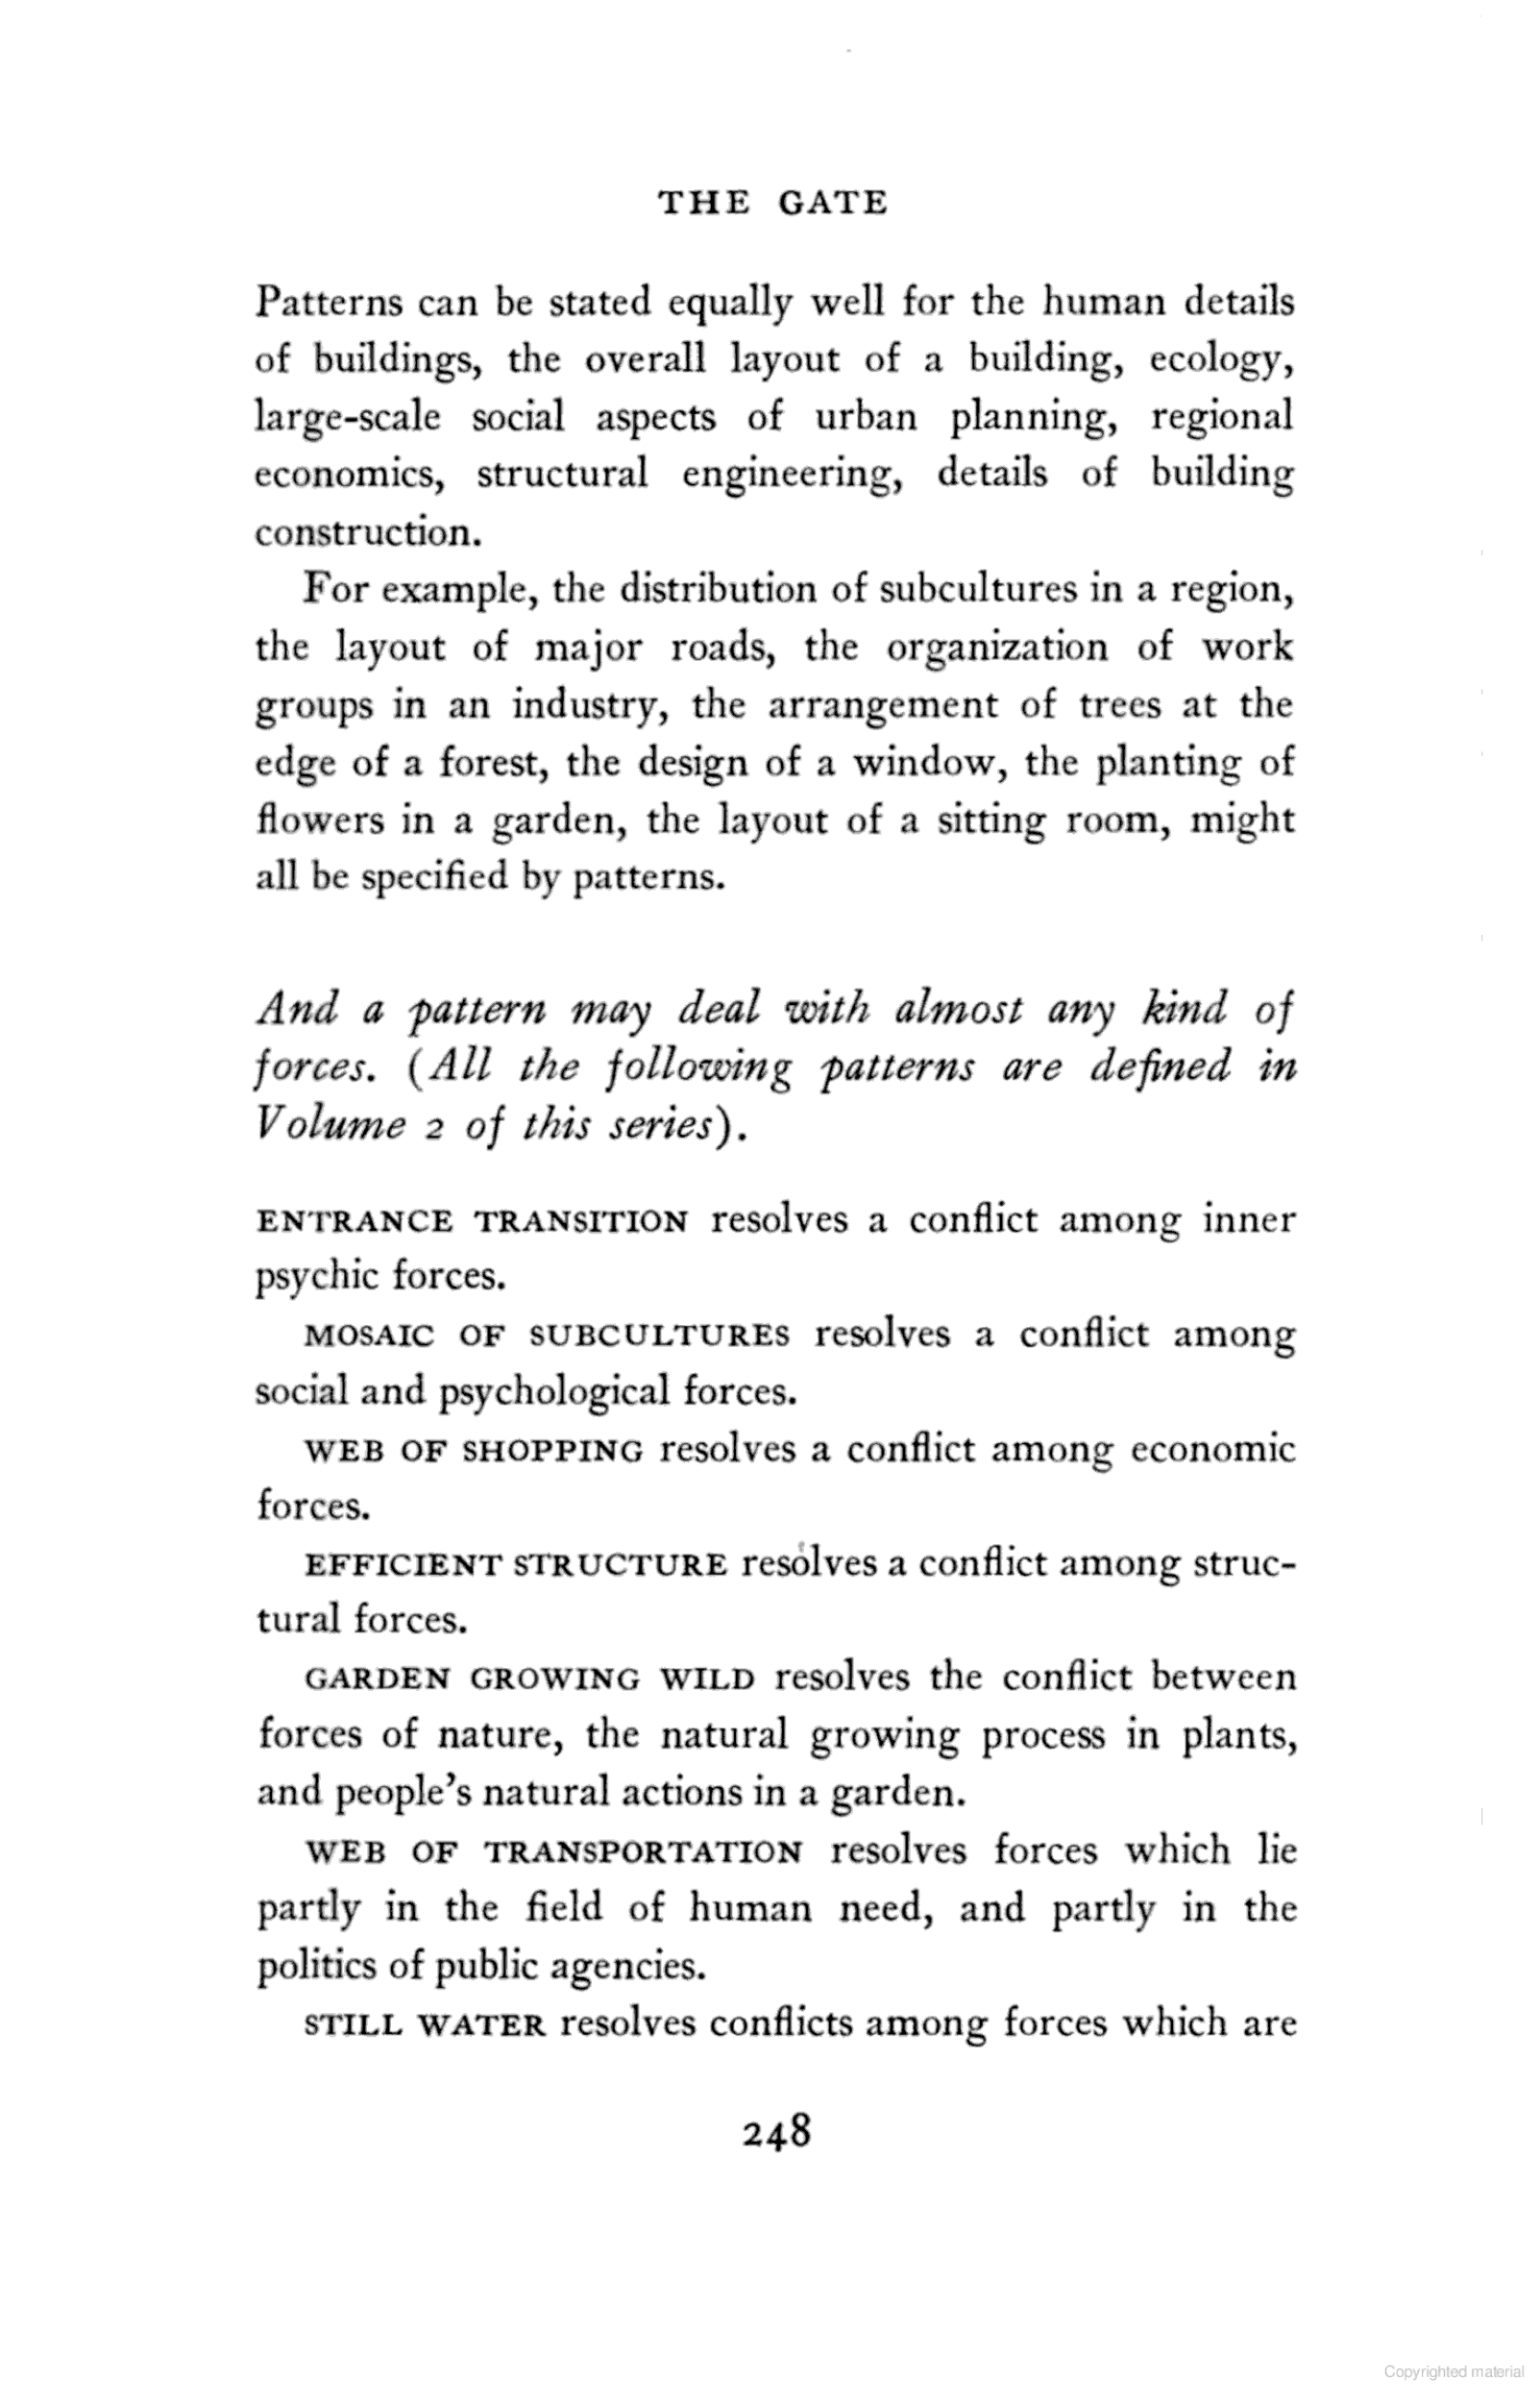 THE GATE
Patterns can be stated equally well for the human details
of buildings, the overall layout of a building, ecology,
large-scale social aspects of urban planning, regional
economics, structural engineering, details of building
construction.
For example, the distribution of subcultures in a region,
the layout of major roads, the organization of work
groups in an industry, the arrangement of trees at the
edge of a forest, the design of a window, the planting of
flowers in a garden, the layout of a sitting room, might
all be specified by patterns.
And a pattern may deal with almost any kind of
forces. (All the following patterns are defined in
Volume 2 of this series).
ENTRANCE TRANSITION resolves a conflict among inner
psychic forces.
MOSAIC OF SUBCULTURES resolves a conflict among
social and psychological forces.
WEB OF SHOPPING resolves a conflict among economic
forces.
EFFICIENT STRUCTURE resolves a conflict among struc-
tural forces.
GARDEN GROWING WILD resolves the conflict between
forces of nature, the natural growing process in plants,
and people's natural actions in a garden.
WEB OF TRANSPORTATION resolves forces which lie
partly in the field of human need, and partly in the
politics of public agencies.
STILL WATER resolves conflicts among forces which are
248
Copyrighted material